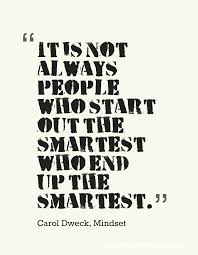 “IT IS NOT
ALWAYS
PEOPLE
WHO START
OUT THE
SMARTEST
WHO END
UP THE
SMARTEST.”
Carol Dweck, Mindset